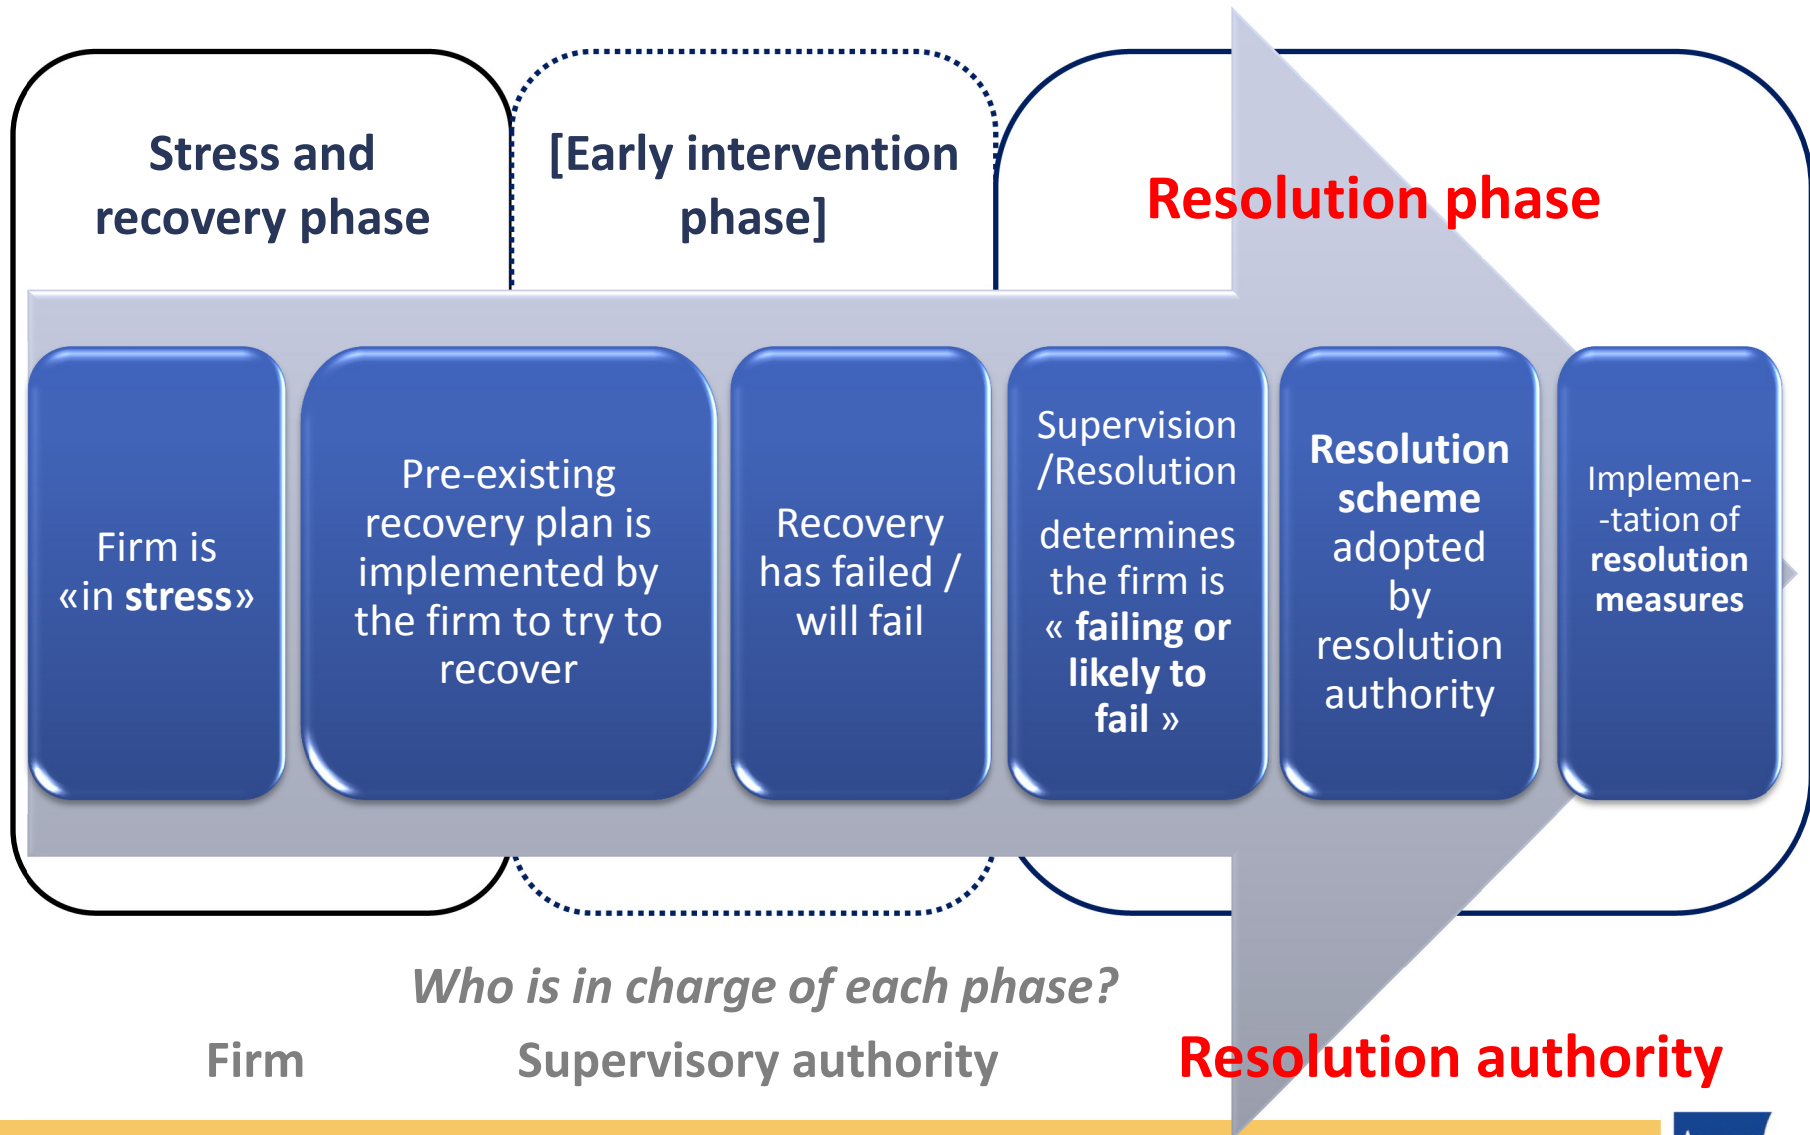 Stress and
recovery phase
[Early intervention
phase]
Resolution phase
Firm is
«in stress»
Pre-existing
recovery plan is
implemented by
the firm to try to
recover
Recovery
has failed /
will fail
Supervision
/Resolution
determines
the firm is
« failing or
likely to
fail »
Resolution
scheme
adopted
by
resolution
authority
Implemen-
-tation of
resolution
measures
Who is in charge of each phase?
Firm
Supervisory authority
Resolution authority